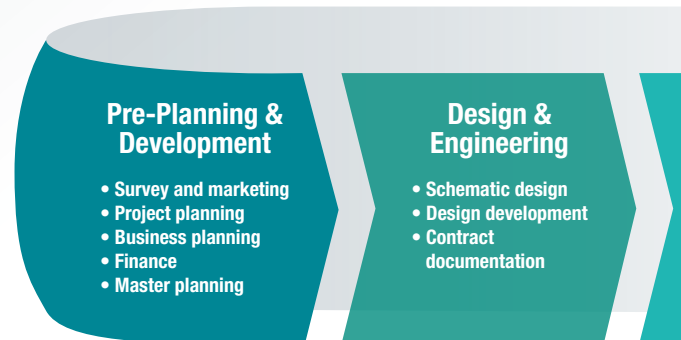 Pre-Planning &
Development
• Survey and marketing
• Project planning
• Business planning
• Finance
• Master planning
Design &
Engineering
• Schematic design
• Design development
• Contract
documentation